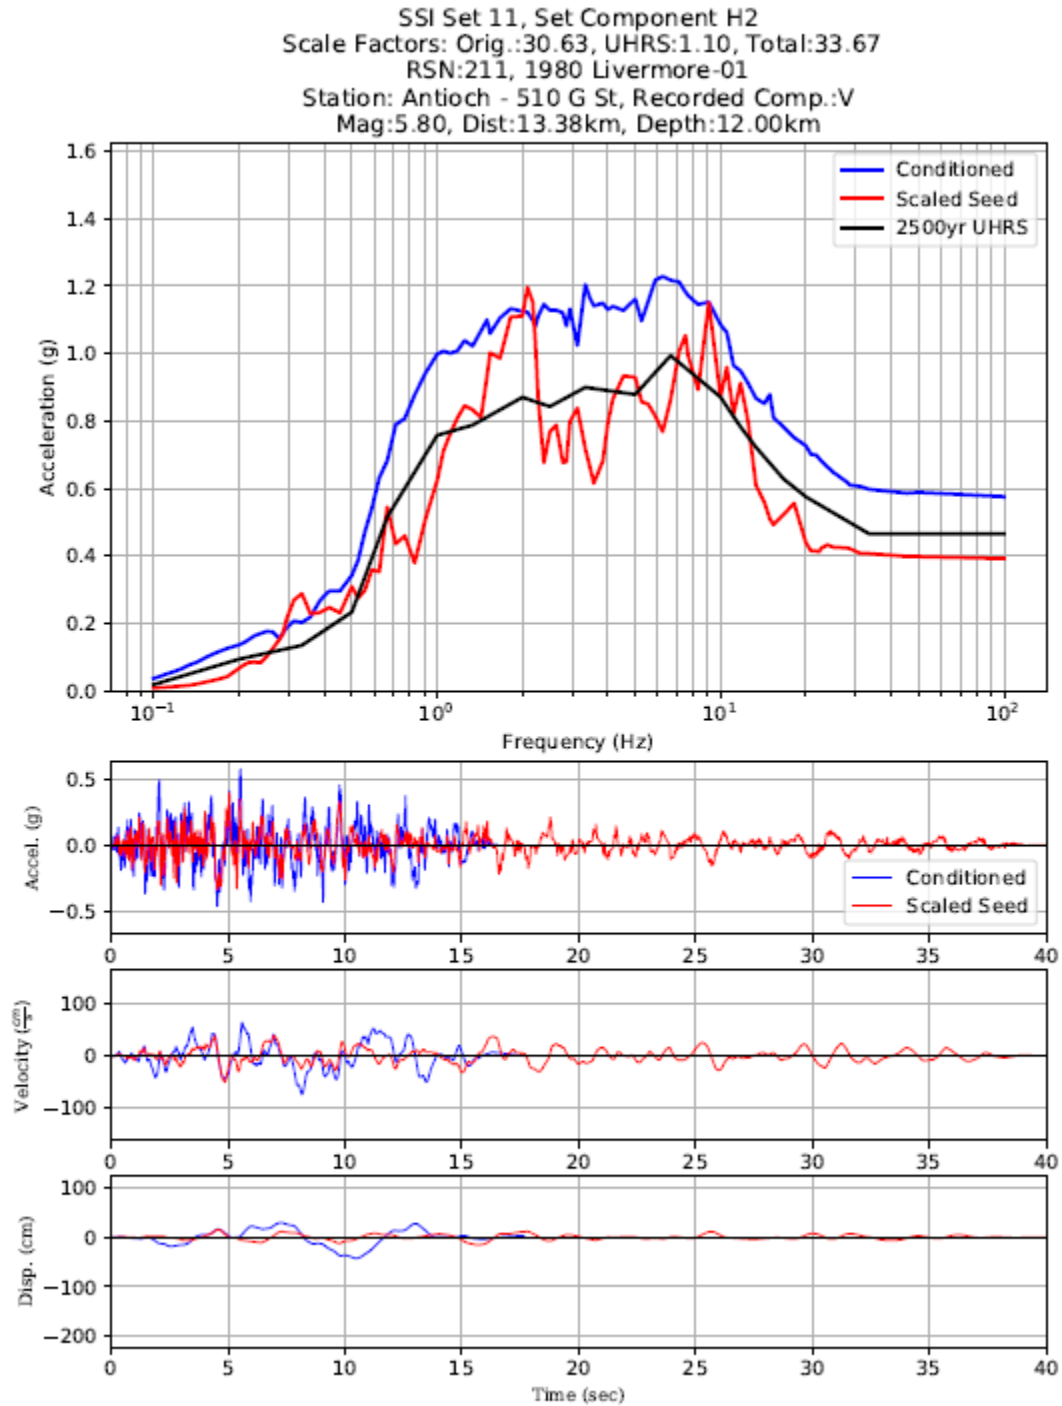 SSI Set 11, Set Component H2
Scale Factors: Orig.:30.63, UHRS:1.10, Total:33.67
RSN:211, 1980 Livermore-01
Station: Antioch - 510 G St, Recorded Comp.:V
Mag:5.80, Dist:13.38km, Depth:12.00km
1.6
1.4
1.2
1.0
0.8
0.6
0.4
0.2
0.0
Acceleration (g)
Conditioned
Scaled Seed
2500yr UHRS
10⁻¹ 10⁰ 10¹ 10²
Frequency (Hz)
0.5
0.0
−0.5
Accel. (g)
Conditioned
Scaled Seed
0 5 10 15 20 25 30 35 40
100
0
−100
Velocity (cm/s)
0 5 10 15 20 25 30 35 40
100
0
−100
−200
Disp. (cm)
0 5 10 15 20 25 30 35 40
Time (sec)